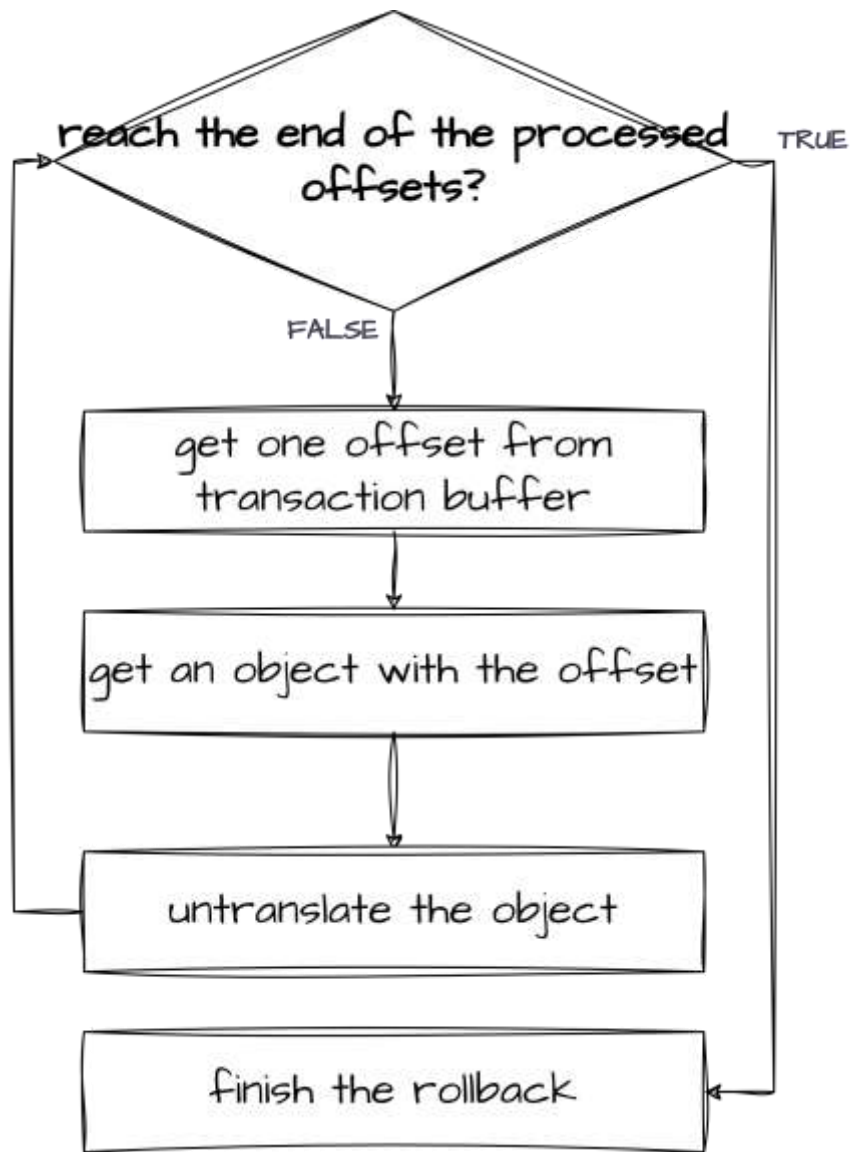 reach the end of the processed
offsets?
TRUE
FALSE
get one offset from
transaction buffer
get an object with the offset
untranslate the object
finish the rollback